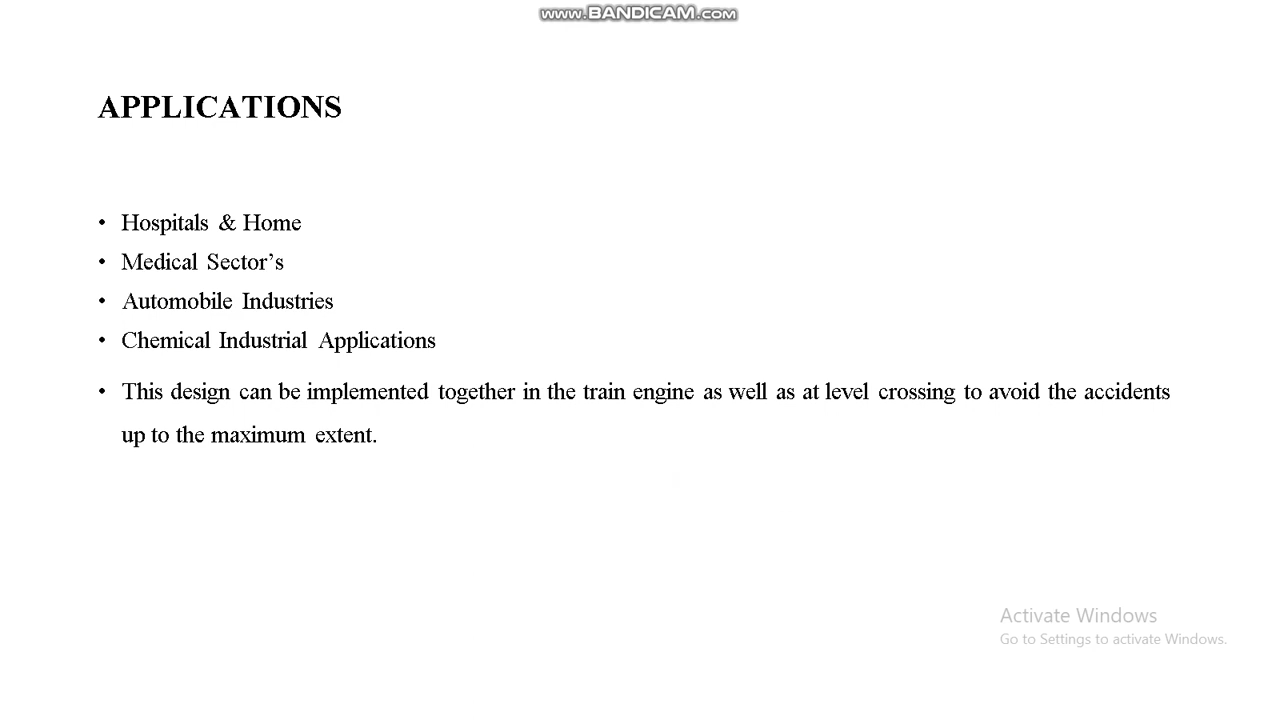 www.BANDICAM.com
APPLICATIONS
• Hospitals & Home
• Medical Sector’s
• Automobile Industries
• Chemical Industrial Applications
• This design can be implemented together in the train engine as well as at level crossing to avoid the accidents
up to the maximum extent.
Activate Windows
Go to Settings to activate Windows.